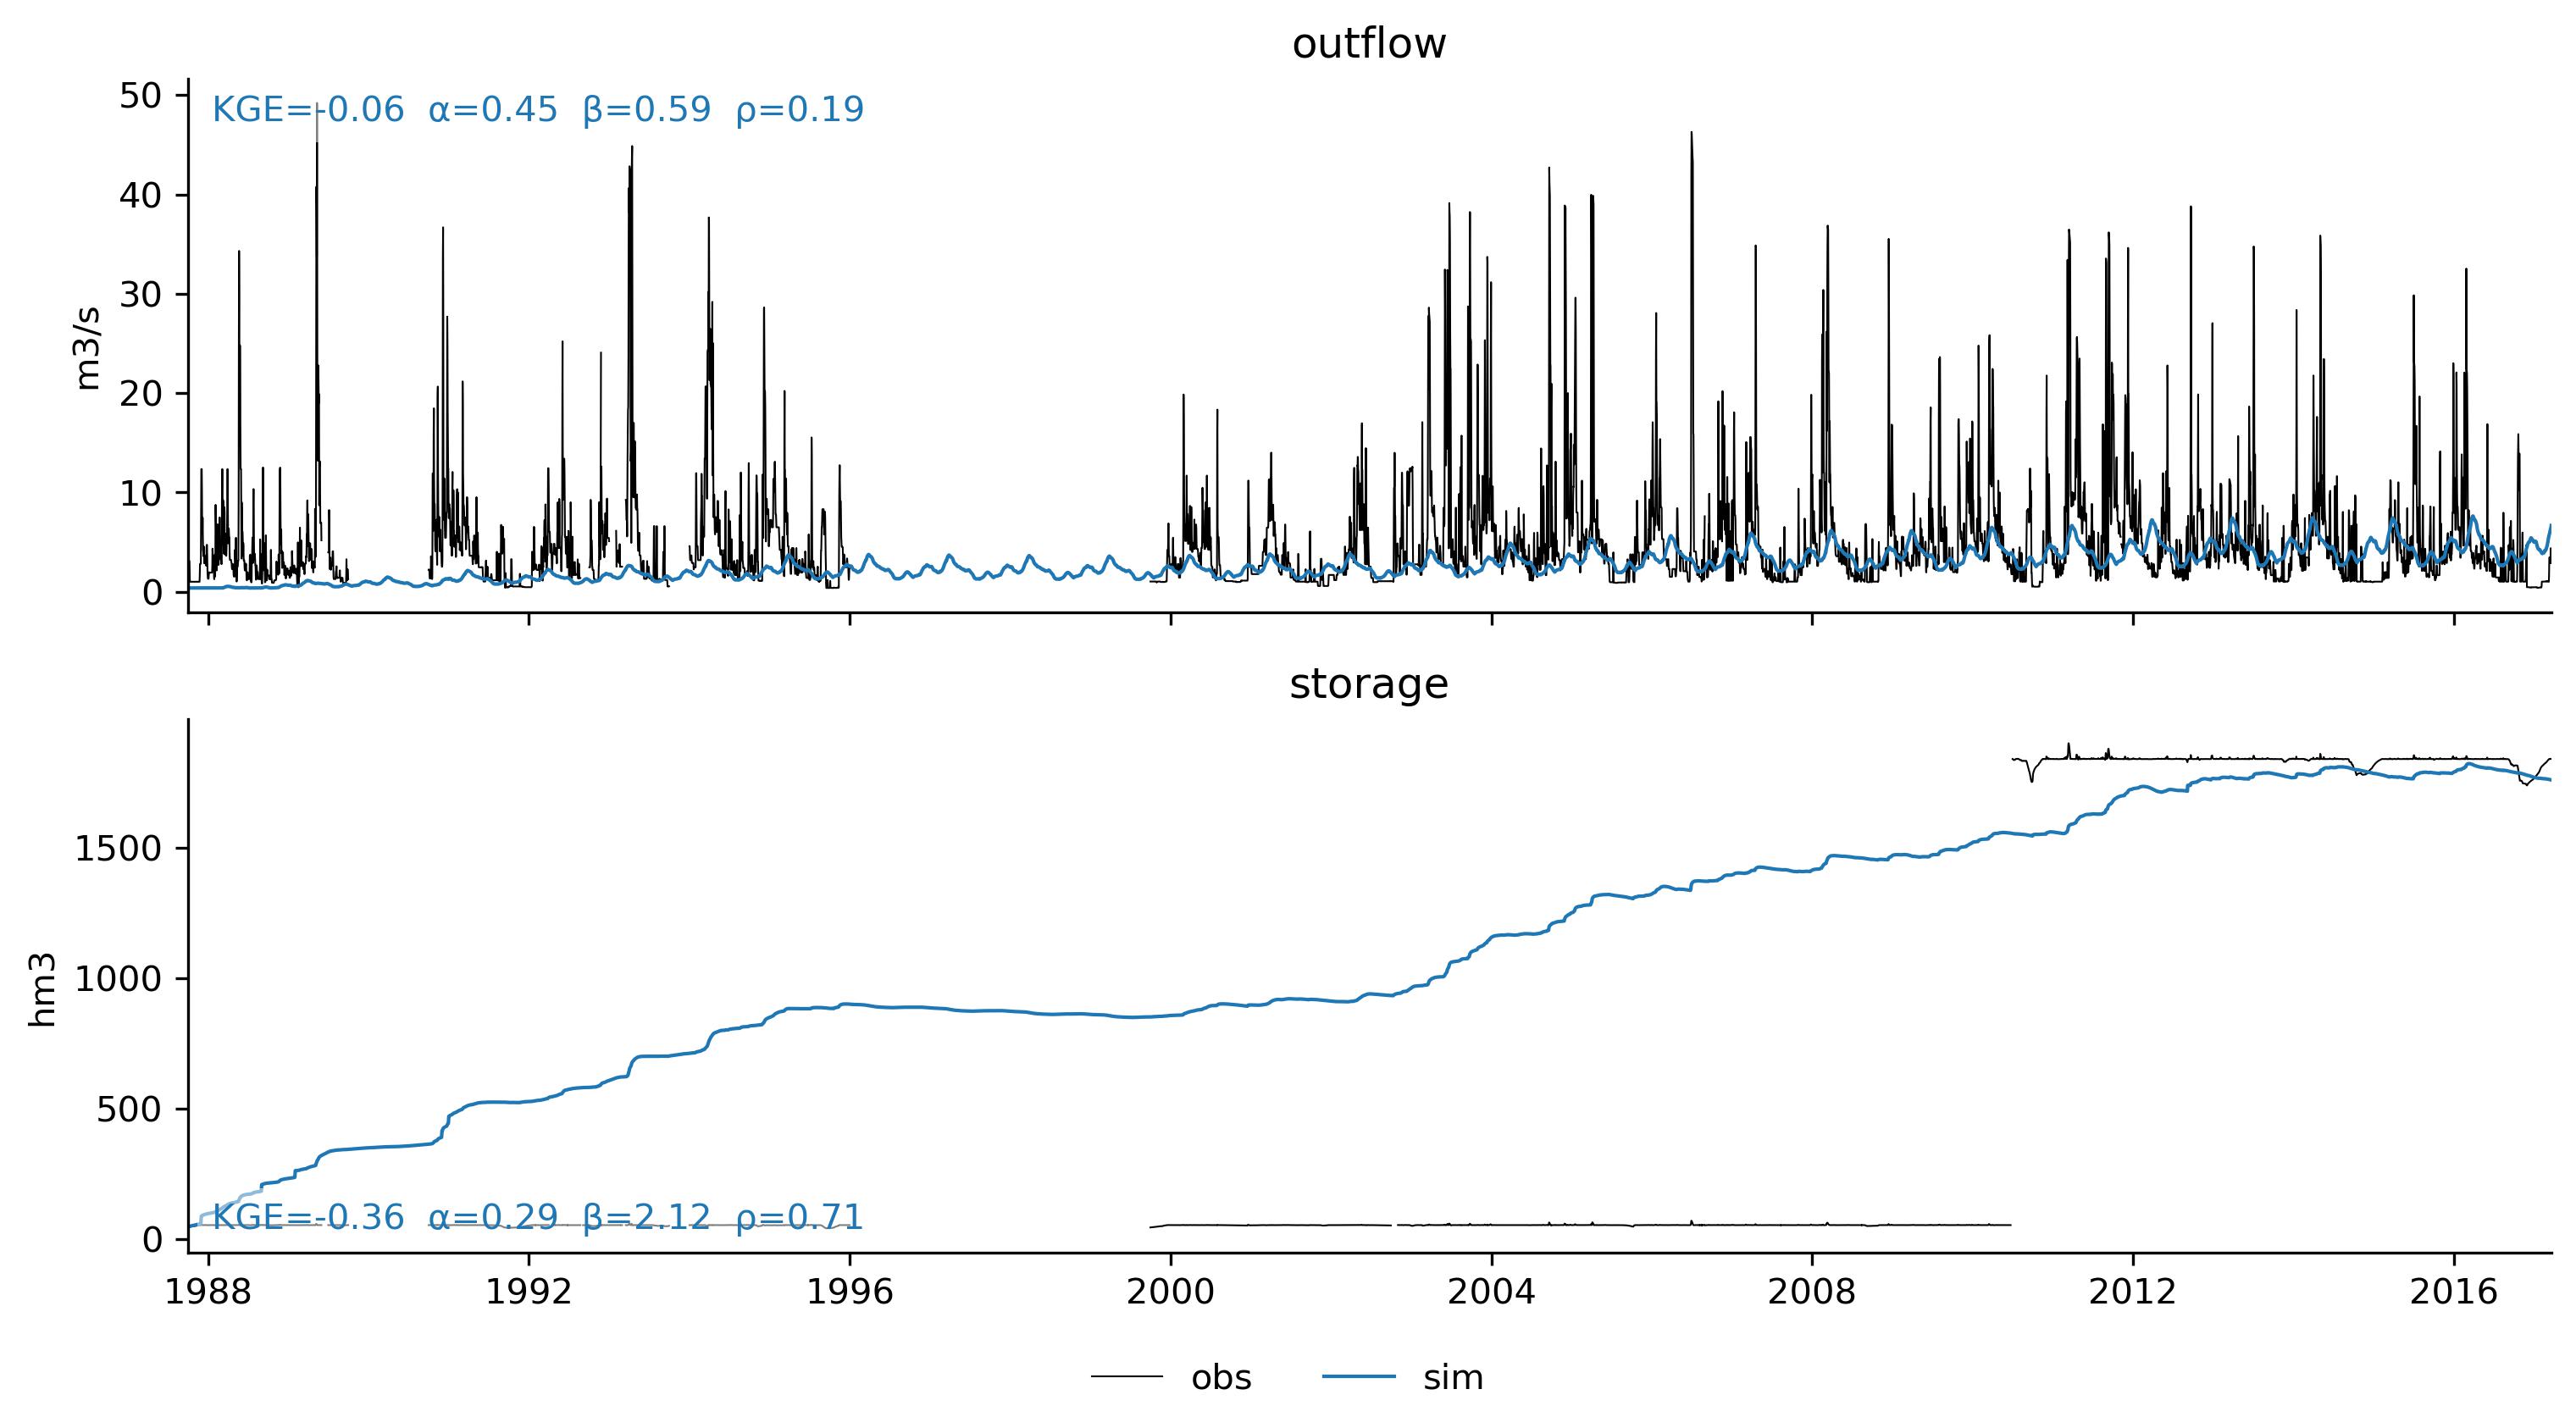 outflow
KGE=-0.06 α=0.45 β=0.59 ρ=0.19
m3/s
50
40
30
20
10
0
storage
hm3
1500
1000
500
0
KGE=-0.36 α=0.29 β=2.12 ρ=0.71
1988 1992 1996 2000 2004 2008 2012 2016
obs sim